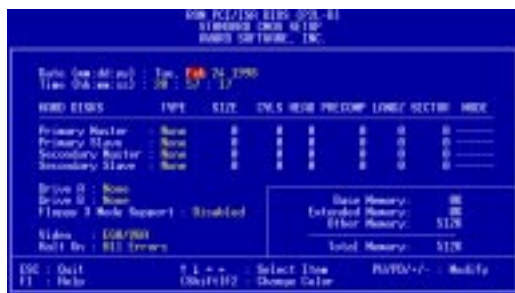 ROM PCI/ISA BIOS (P2L-B)
STANDARD CMOS SETUP
AWARD SOFTWARE, INC.
Date (mm:dd:yy) : Tue, Feb 24 1998
Time (hh:mm:ss) : 20 : 57 : 17
HARD DISKS TYPE SIZE CYLS HEAD PRECOMP LANDZ SECTOR MODE
Primary Master : None 0 0 0 0 0 0 ------
Primary Slave : None 0 0 0 0 0 0 ------
Secondary Master : None 0 0 0 0 0 0 ------
Secondary Slave : None 0 0 0 0 0 0 ------
Drive A : None
Drive B : None
Floppy 3 Mode Support : Disabled
Video : EGA/VGA
Halt On : All Errors
Base Memory: 0K
Extended Memory: 0K
Other Memory: 512K
Total Memory: 512K
ESC : Quit ↑ ↓ → ← : Select Item PU/PD/+/- : Modify
F1 : Help (Shift)F2 : Change Color